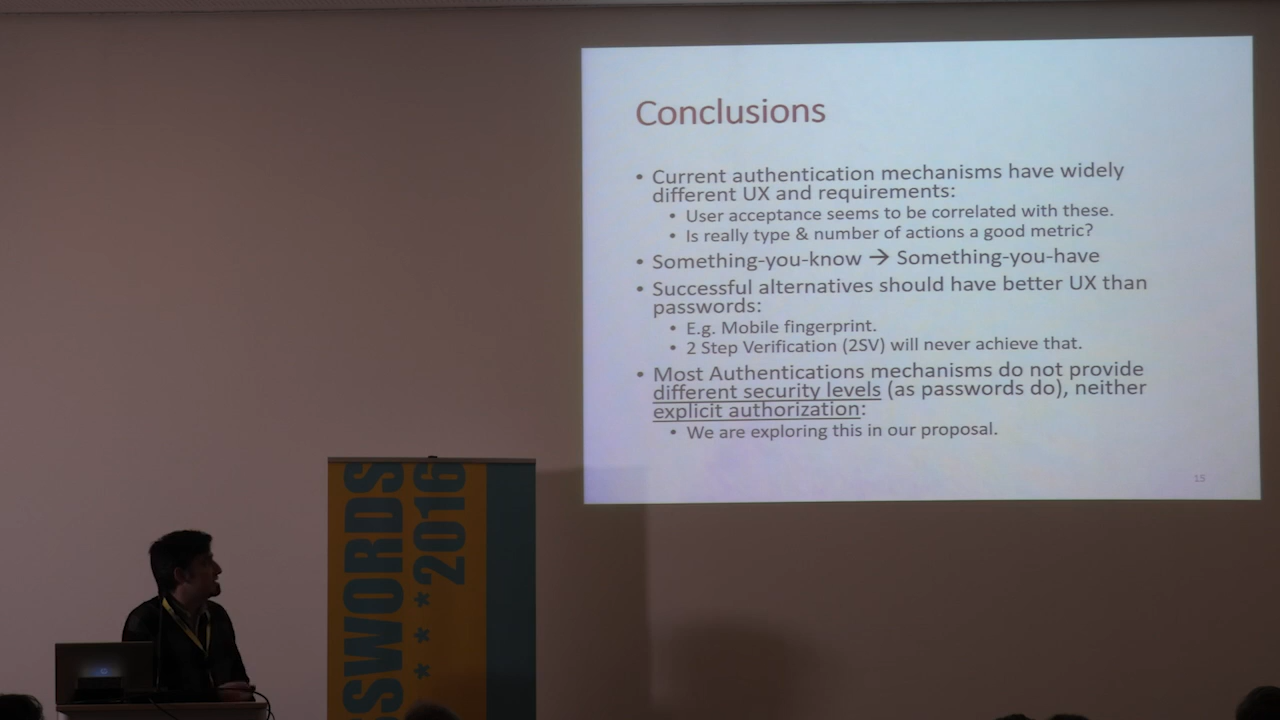 Conclusions
• Current authentication mechanisms have widely
different UX and requirements:
• User acceptance seems to be correlated with these.
• Is really type & number of actions a good metric?
• Something-you-know → Something-you-have
• Successful alternatives should have better UX than
passwords:
• E.g. Mobile fingerprint.
• 2 Step Verification (2SV) will never achieve that.
• Most Authentications mechanisms do not provide
different security levels (as passwords do), neither
explicit authorization:
• We are exploring this in our proposal.
15
SSWORDS
***2016